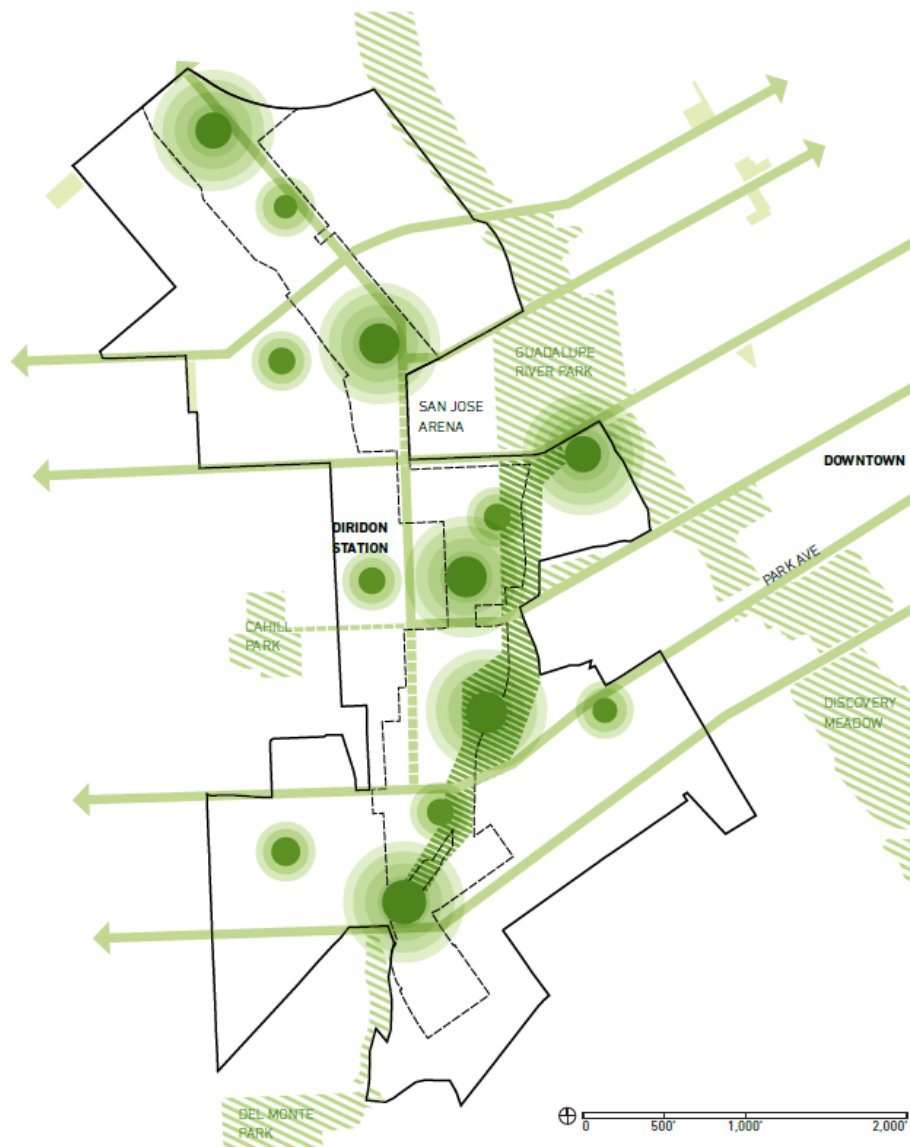 GUADALUPE
RIVER PARK
SAN JOSE
ARENA
DOWNTOWN
DIRIDON
STATION
PARK AVE
CAHILL
PARK
DISCOVERY
MEADOW
DEL MONTE
PARK
0 500' 1,000' 2,000'